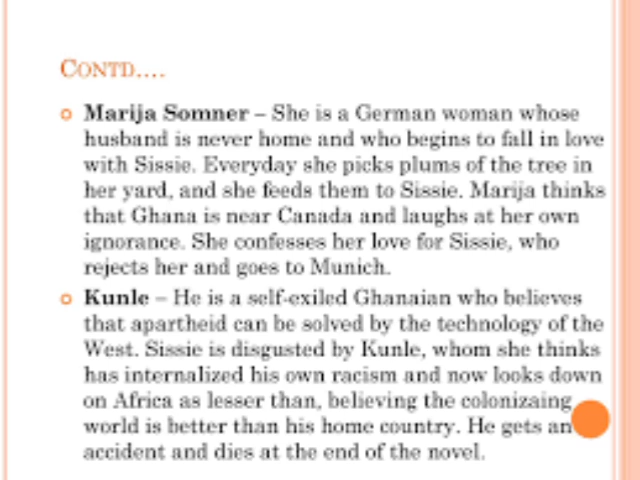 CONTD....
Marija Somner – She is a German woman whose
husband is never home and who begins to fall in love
with Sissie. Everyday she picks plums of the tree in
her yard, and she feeds them to Sissie. Marija thinks
that Ghana is near Canada and laughs at her own
ignorance. She confesses her love for Sissie, who
rejects her and goes to Munich.
Kunle – He is a self-exiled Ghanaian who believes
that apartheid can be solved by the technology of the
West. Sissie is disgusted by Kunle, whom she thinks
has internalized his own racism and now looks down
on Africa as lesser than, believing the colonizaing
world is better than his home country. He gets an
accident and dies at the end of the novel.